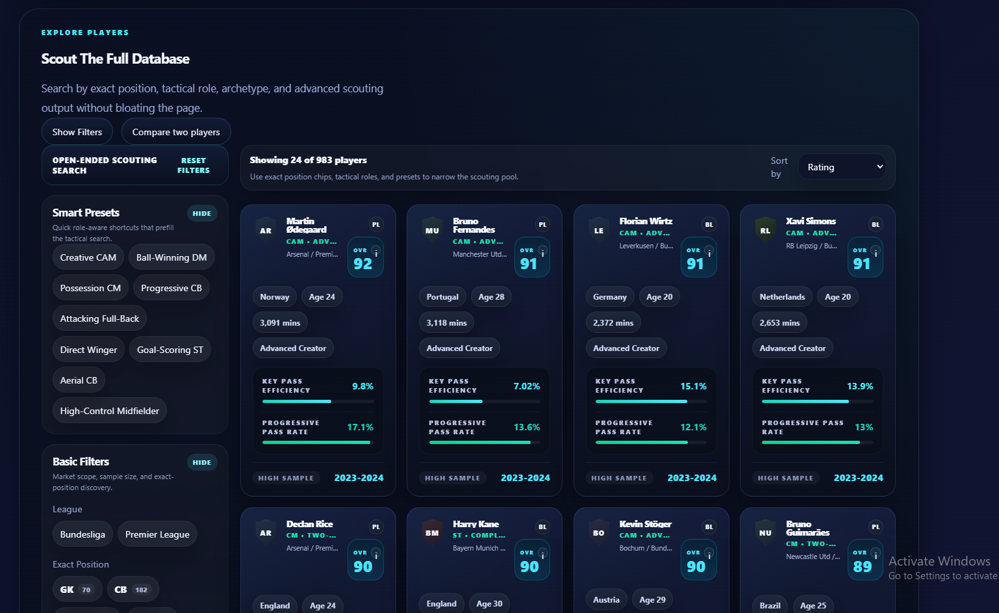 EXPLORE PLAYERS
Scout The Full Database
Search by exact position, tactical role, archetype, and advanced scouting
output without bloating the page.
Show Filters
Compare two players
OPEN-ENDED SCOUTING
SEARCH
RESET
FILTERS
Smart Presets
HIDE
Quick role-aware shortcuts that prefill
the tactical search.
Creative CAM
Ball-Winning DM
Possession CM
Progressive CB
Attacking Full-Back
Direct Winger
Goal-Scoring ST
Aerial CB
High-Control Midfielder
Basic Filters
HIDE
Market scope, sample size, and exact-
position discovery.
League
Bundesliga
Premier League
Exact Position
GK 70
CB 182
Showing 24 of 983 players
Use exact position chips, tactical roles, and presets to narrow the scouting pool.
Sort
by
Rating
AR
Martin
Ødegaard
PL
CAM • ADV...
Arsenal / Premi...
OVR i
92
Norway
Age 24
3,091 mins
Advanced Creator
KEY PASS
EFFICIENCY
9.8%
PROGRESSIVE
PASS RATE
17.1%
HIGH SAMPLE
2023-2024
MU
Bruno
Fernandes
PL
CAM • ADV...
Manchester Utd...
OVR i
91
Portugal
Age 28
3,118 mins
Advanced Creator
KEY PASS
EFFICIENCY
7.02%
PROGRESSIVE
PASS RATE
13.6%
HIGH SAMPLE
2023-2024
LE
Florian Wirtz
BL
CAM • ADV...
Leverkusen / Bu...
OVR i
91
Germany
Age 20
2,372 mins
Advanced Creator
KEY PASS
EFFICIENCY
15.1%
PROGRESSIVE
PASS RATE
12.1%
HIGH SAMPLE
2023-2024
RL
Xavi Simons
BL
CAM • ADV...
RB Leipzig / Bu...
OVR i
91
Netherlands
Age 20
2,653 mins
Advanced Creator
KEY PASS
EFFICIENCY
13.9%
PROGRESSIVE PASS
RATE
13%
HIGH SAMPLE
2023-2024
AR
Declan Rice
PL
CM • TWO-...
Arsenal / Premi...
OVR i
90
England
Age 24
BM
Harry Kane
BL
ST • COMPL...
Bayern Munich ...
OVR i
90
England
Age 30
BO
Kevin Stöger
BL
CAM • ADV...
Bochum / Bund...
OVR i
90
Austria
Age 29
NU
Bruno
Guimarães
PL
CM • TWO-...
Newcastle Utd /...
OVR i
89
Brazil
Age 25
Activate Windows
Go to Settings to activate